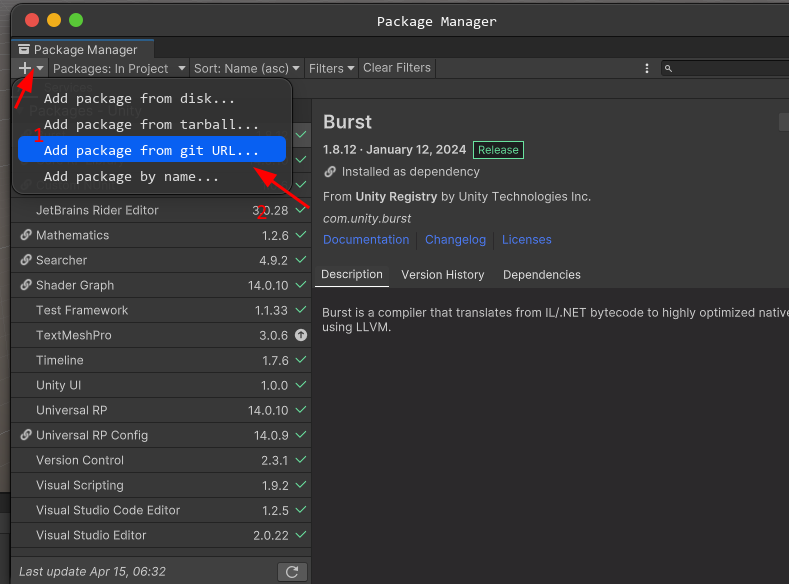 Package Manager
Package Manager
Packages: In Project
Sort: Name (asc)
Filters
Clear Filters
1
Add package from disk...
Add package from tarball...
Add package from git URL...
Add package by name...
2
JetBrains Rider Editor 3.0.28
Mathematics 1.2.6
Searcher 4.9.2
Shader Graph 14.0.10
Test Framework 1.1.33
TextMeshPro 3.0.6
Timeline 1.7.6
Unity UI 1.0.0
Universal RP 14.0.10
Universal RP Config 14.0.9
Version Control 2.3.1
Visual Scripting 1.9.2
Visual Studio Code Editor 1.2.5
Visual Studio Editor 2.0.22
Last update Apr 15, 06:32
Burst
1.8.12 · January 12, 2024 Release
Installed as dependency
From Unity Registry by Unity Technologies Inc.
com.unity.burst
Documentation Changelog Licenses
Description Version History Dependencies
Burst is a compiler that translates from IL/.NET bytecode to highly optimized native
using LLVM.